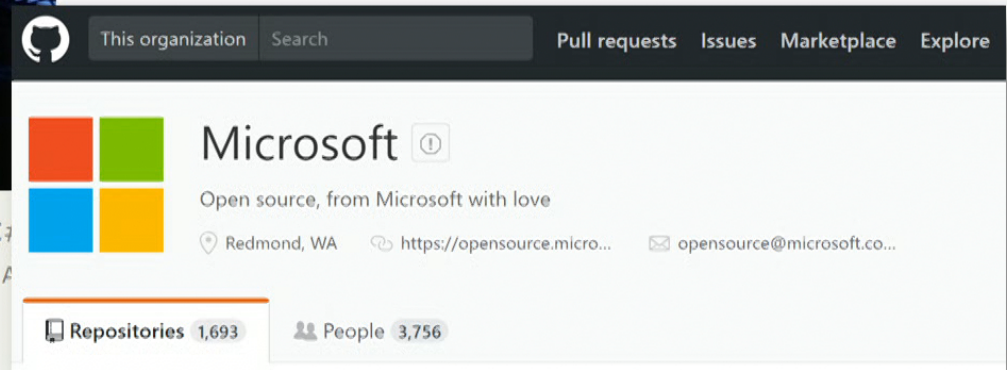 This organization Search Pull requests Issues Marketplace Explore
Microsoft
Open source, from Microsoft with love
Redmond, WA https://opensource.micro... opensource@microsoft.co...
Repositories 1,693 People 3,756